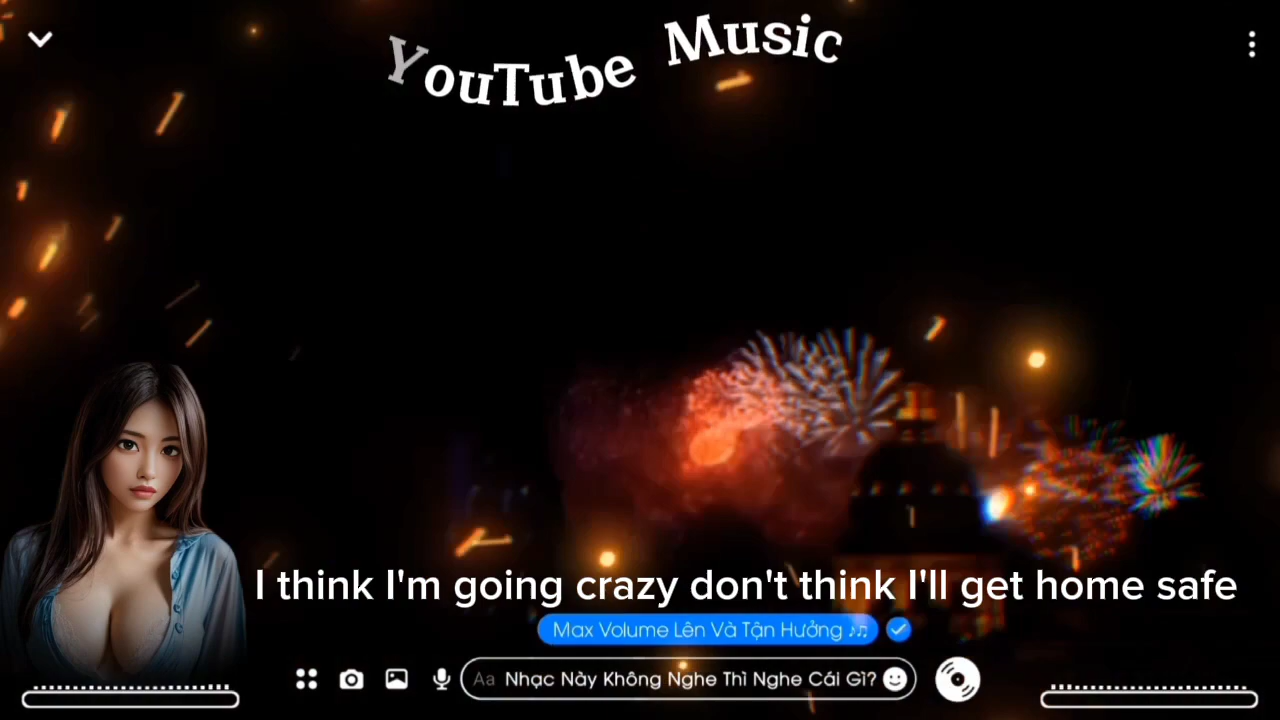 YouTube Music
I think I'm going crazy don't think I'll get home safe
Max Volume Lên Và Tận Hưởng ♪♫
Aa Nhạc Này Không Nghe Thì Nghe Cái Gì?